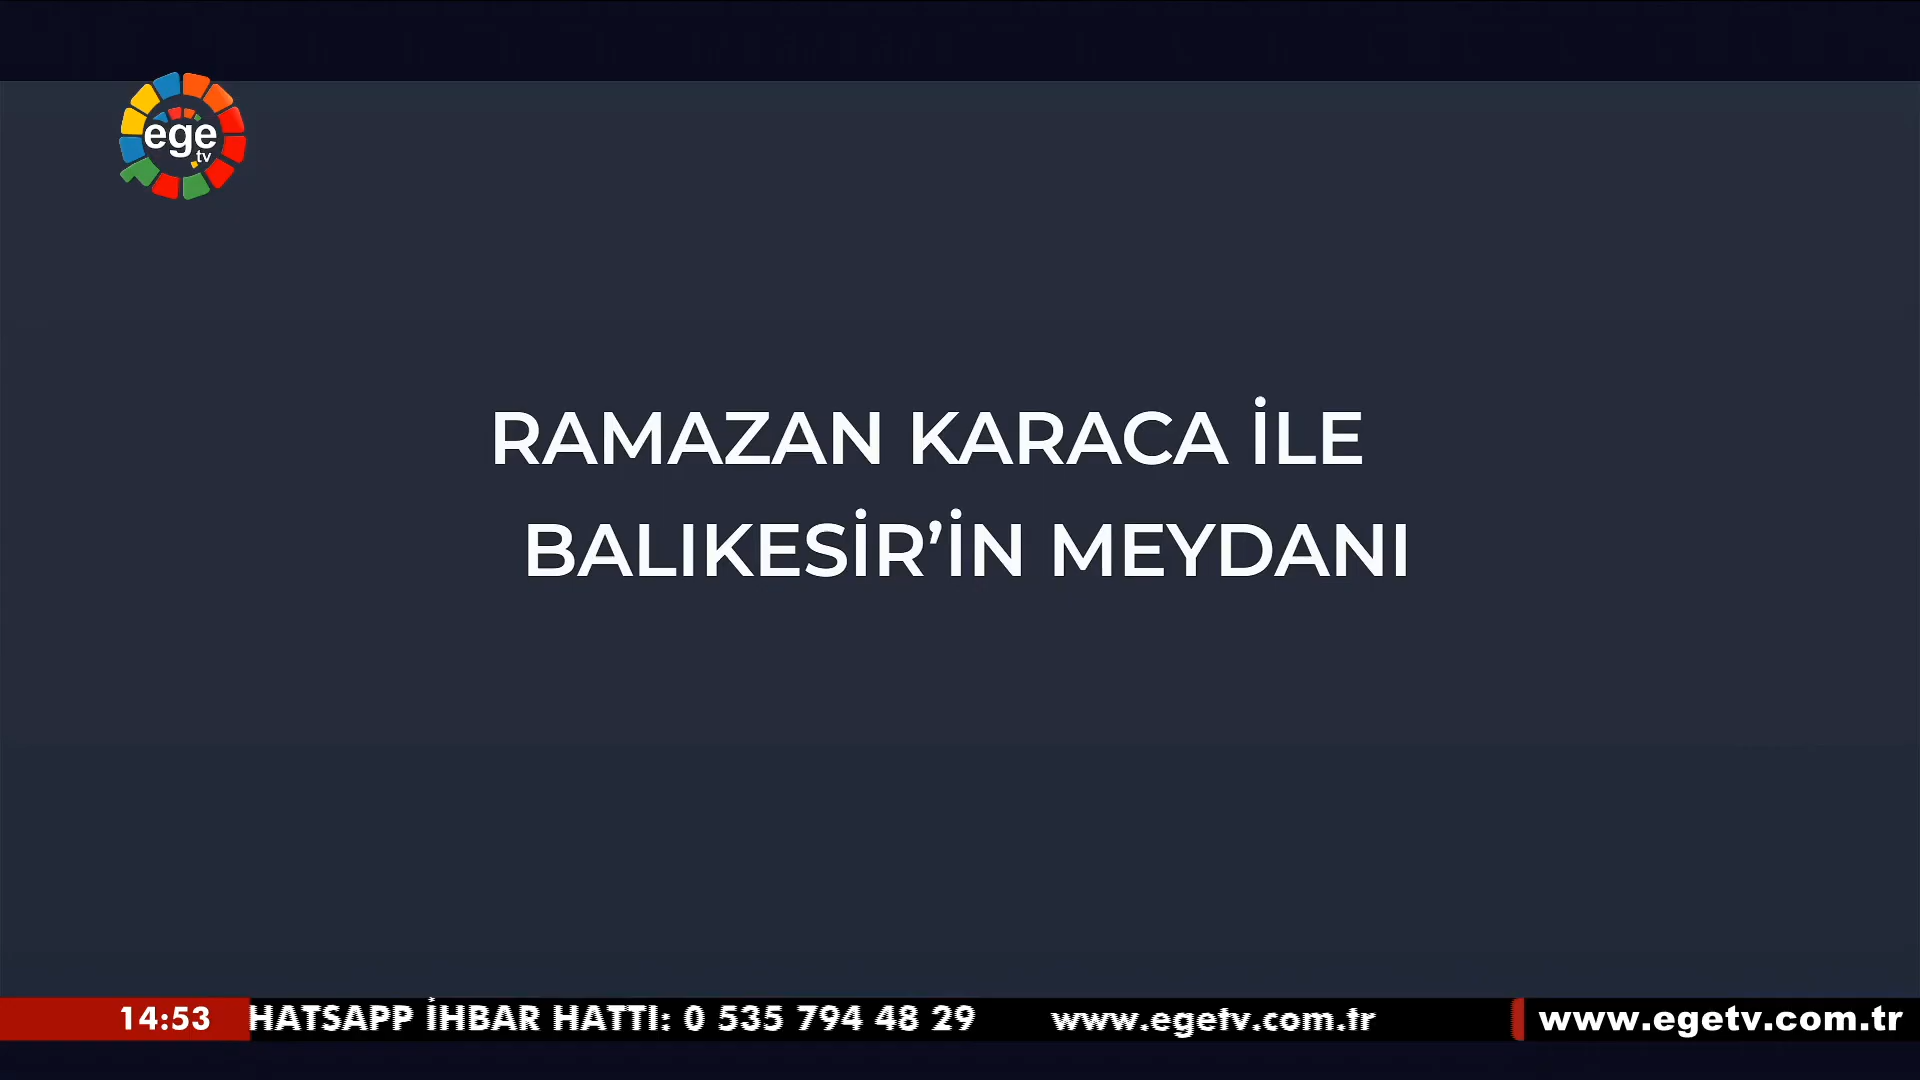 ege
tv
RAMAZAN KARACA İLE
BALIKESİR’İN MEYDANI
14:53
HATSAPP İHBAR HATTI: 0 535 794 48 29
www.egetv.com.tr
www.egetv.com.tr